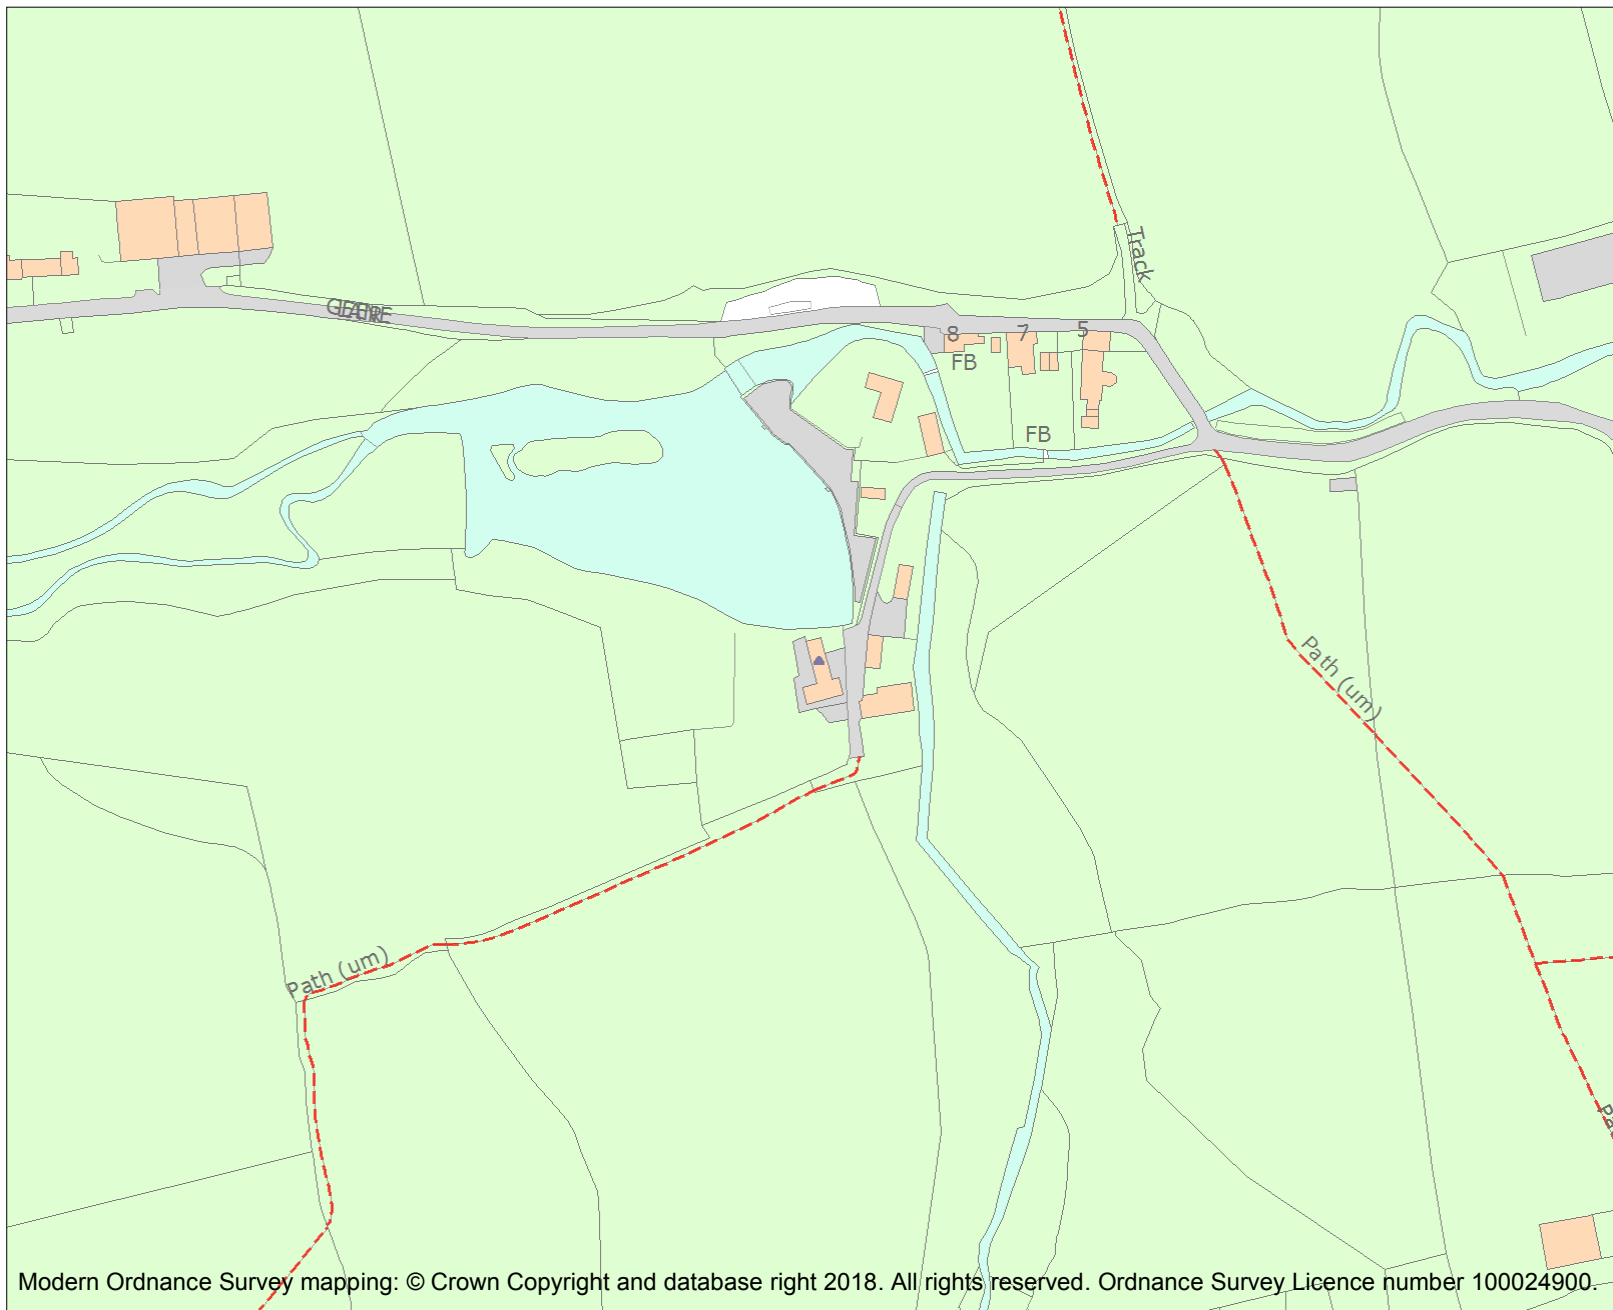 Track
8
7
5
FB
FB
Path (um)
Path (um)
Modern Ordnance Survey mapping: © Crown Copyright and database right 2018. All rights reserved. Ordnance Survey Licence number 100024900.